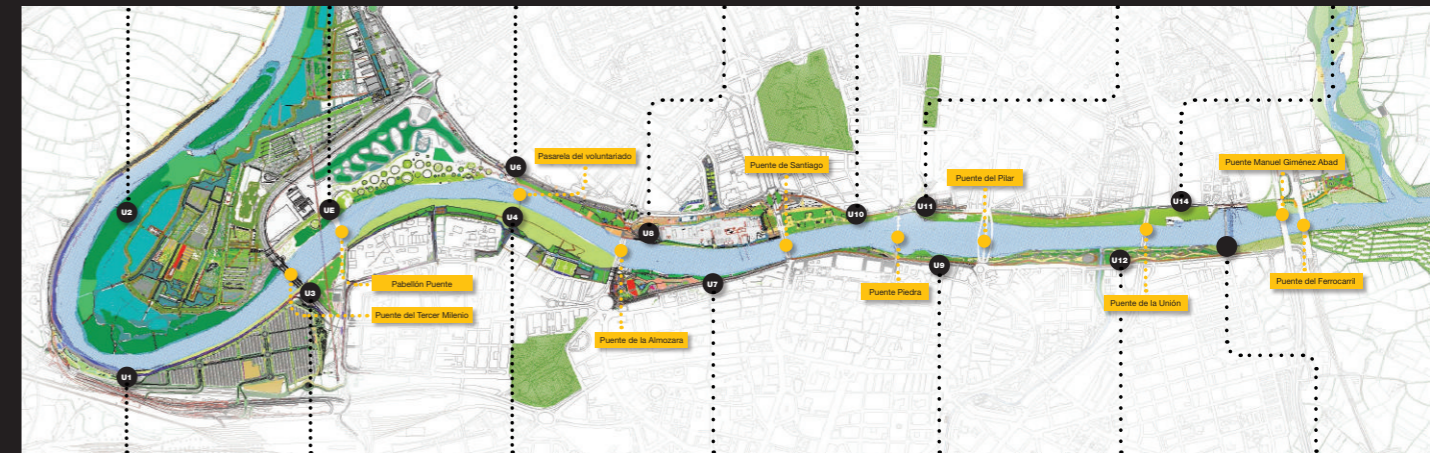 U6
Pasarela del voluntariado
Puente de Santiago
Puente Manuel Giménez Abad
Puente del Pilar
U2
UE
U4
U8
U10
U11
U14
U9
U12
Pabellón Puente
U3
U7
Puente Piedra
Puente del Ferrocarril
Puente del Tercer Milenio
Puente de la Unión
Puente de la Almozara
U1